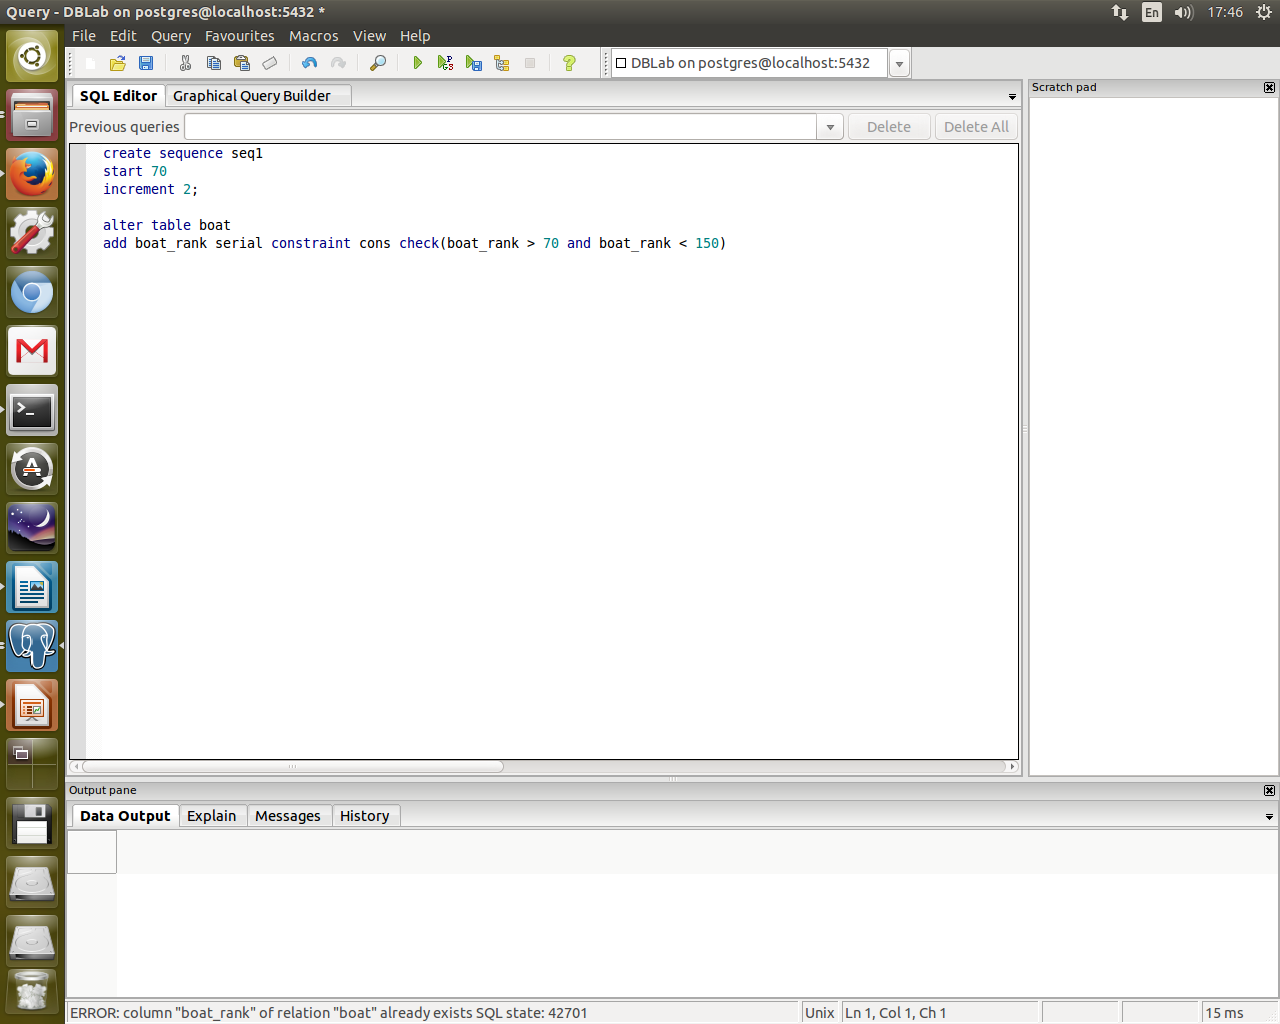 Query - DBLab on postgres@localhost:5432 *
En
17:46
File Edit Query Favourites Macros View Help
DBLab on postgres@localhost:5432
SQL Editor
Graphical Query Builder
Previous queries
Delete
Delete All
create sequence seq1
start 70
increment 2;
alter table boat
add boat_rank serial constraint cons check(boat_rank > 70 and boat_rank < 150)
Scratch pad
Output pane
Data Output
Explain
Messages
History
ERROR: column "boat_rank" of relation "boat" already exists SQL state: 42701
Unix
Ln 1, Col 1, Ch 1
15 ms